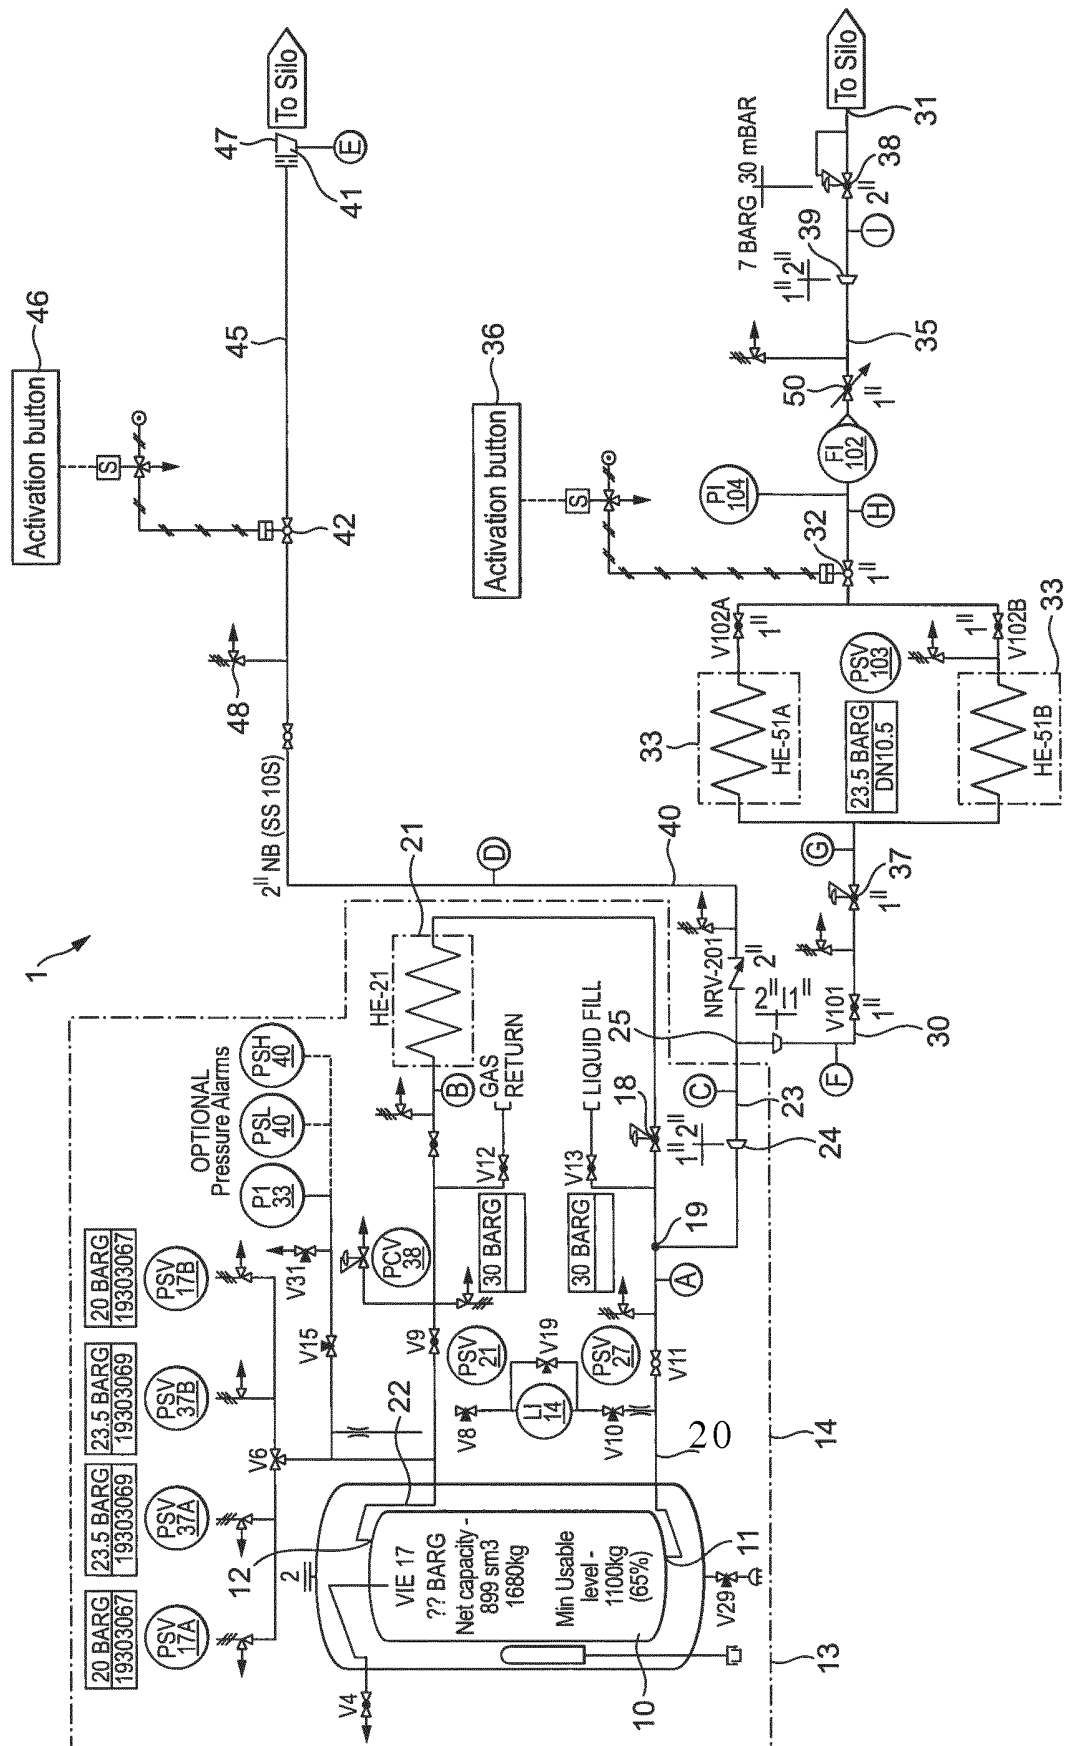 1
46
Activation button
S
42
48
45
47
41
E
To Silo
2" NB (SS 10S)
D
40
36
Activation button
S
PI
104
FI
102
H
32
1"
50
1"
35
1" 2"
39
I
2"
38
7 BARG 30 mBAR
To Silo
31
V102A
1"
V102B
1"
33
33
HE-51A
HE-51B
PSV
103
23.5 BARG
DN10.5
G
37
1"
V101
1"
30
F
2" 1"
NRV-201
2"
25
C
23
24
1" 2"
18
19
A
21
HE-21
B
GAS
RETURN
LIQUID FILL
V12
V13
30 BARG
30 BARG
OPTIONAL
Pressure Alarms
PSH
40
PSL
40
P1
33
V31
V15
PCV
38
V9
PSV
21
PSV
27
V19
LI
14
V8
V10
V11
20
22
20 BARG
19303067
PSV
17B
23.5 BARG
19303069
PSV
37B
V6
23.5 BARG
19303069
PSV
37A
20 BARG
19303067
PSV
17A
12
2
VIE 17
?? BARG
Net capacity -
899 sm3
1680kg
Min Usable
level -
1100kg
(65%)
11
10
V4
V29
13
14